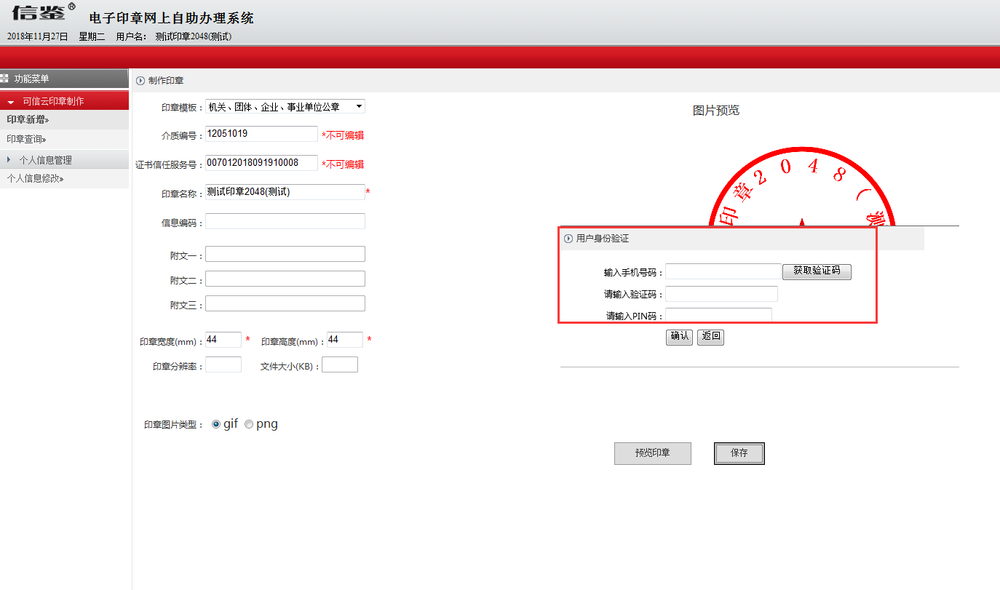 信鉴®
电子印章网上自助办理系统
2018年11月27日 星期二 用户名： 测试印章2048(测试)
功能菜单
可信云印章制作
印章新增»
印章查询»
个人信息管理
个人信息修改»
制作印章
印章模板： 机关、团体、企业、事业单位公章
介质编号： 12051019 *不可编辑
证书信任服务号： 007012018091910008 *不可编辑
印章名称： 测试印章2048(测试) *
信息编码：
附文一：
附文二：
附文三：
印章宽度(mm)： 44 * 印章高度(mm)： 44 *
印章分辨率： 文件大小(KB)：
印章图片类型： gif png
图片预览
印章2048（测
用户身份验证
输入手机号码： 获取验证码
请输入验证码：
请输入PIN码：
确认 返回
预览印章 保存